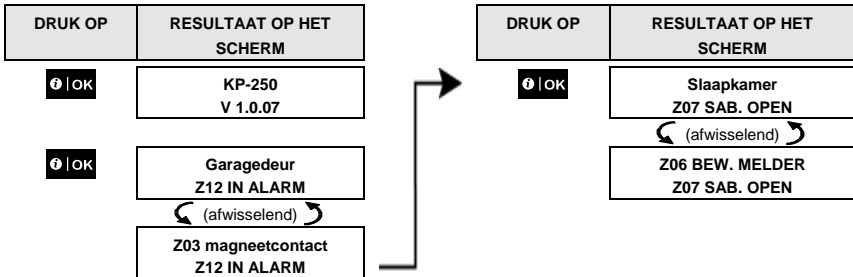 DRUK OP
RESULTAAT OP HET
SCHERM
OK
KP-250
V 1.0.07
OK
Garagedeur
Z12 IN ALARM
(afwisselend)
Z03 magneetcontact
Z12 IN ALARM
DRUK OP
RESULTAAT OP HET
SCHERM
OK
Slaapkamer
Z07 SAB. OPEN
(afwisselend)
Z06 BEW. MELDER
Z07 SAB. OPEN